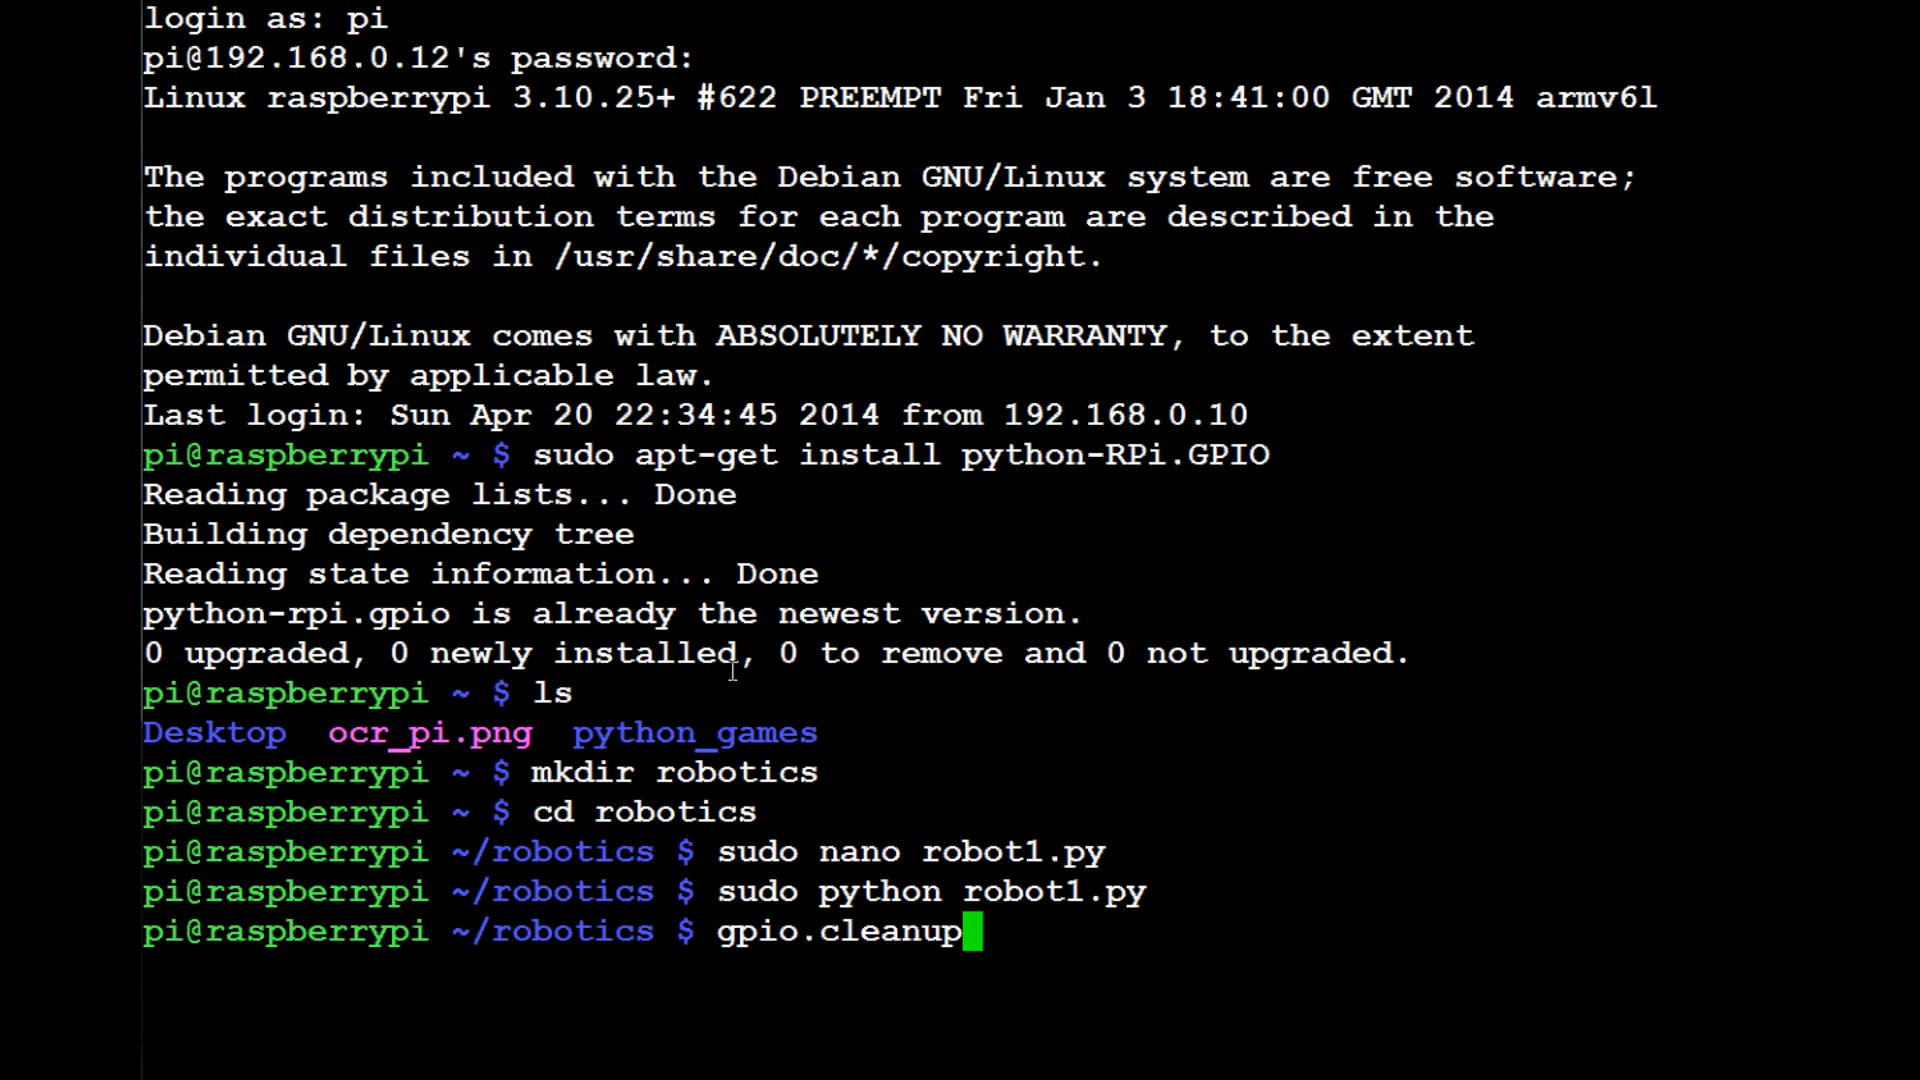 login as: pi
pi@192.168.0.12's password:
Linux raspberrypi 3.10.25+ #622 PREEMPT Fri Jan 3 18:41:00 GMT 2014 armv6l
The programs included with the Debian GNU/Linux system are free software;
the exact distribution terms for each program are described in the
individual files in /usr/share/doc/*/copyright.
Debian GNU/Linux comes with ABSOLUTELY NO WARRANTY, to the extent
permitted by applicable law.
Last login: Sun Apr 20 22:34:45 2014 from 192.168.0.10
pi@raspberrypi ~ $ sudo apt-get install python-RPi.GPIO
Reading package lists... Done
Building dependency tree
Reading state information... Done
python-rpi.gpio is already the newest version.
0 upgraded, 0 newly installed, 0 to remove and 0 not upgraded.
pi@raspberrypi ~ $ ls
Desktop ocr_pi.png python_games
pi@raspberrypi ~ $ mkdir robotics
pi@raspberrypi ~ $ cd robotics
pi@raspberrypi ~/robotics $ sudo nano robot1.py
pi@raspberrypi ~/robotics $ sudo python robot1.py
pi@raspberrypi ~/robotics $ gpio.cleanup